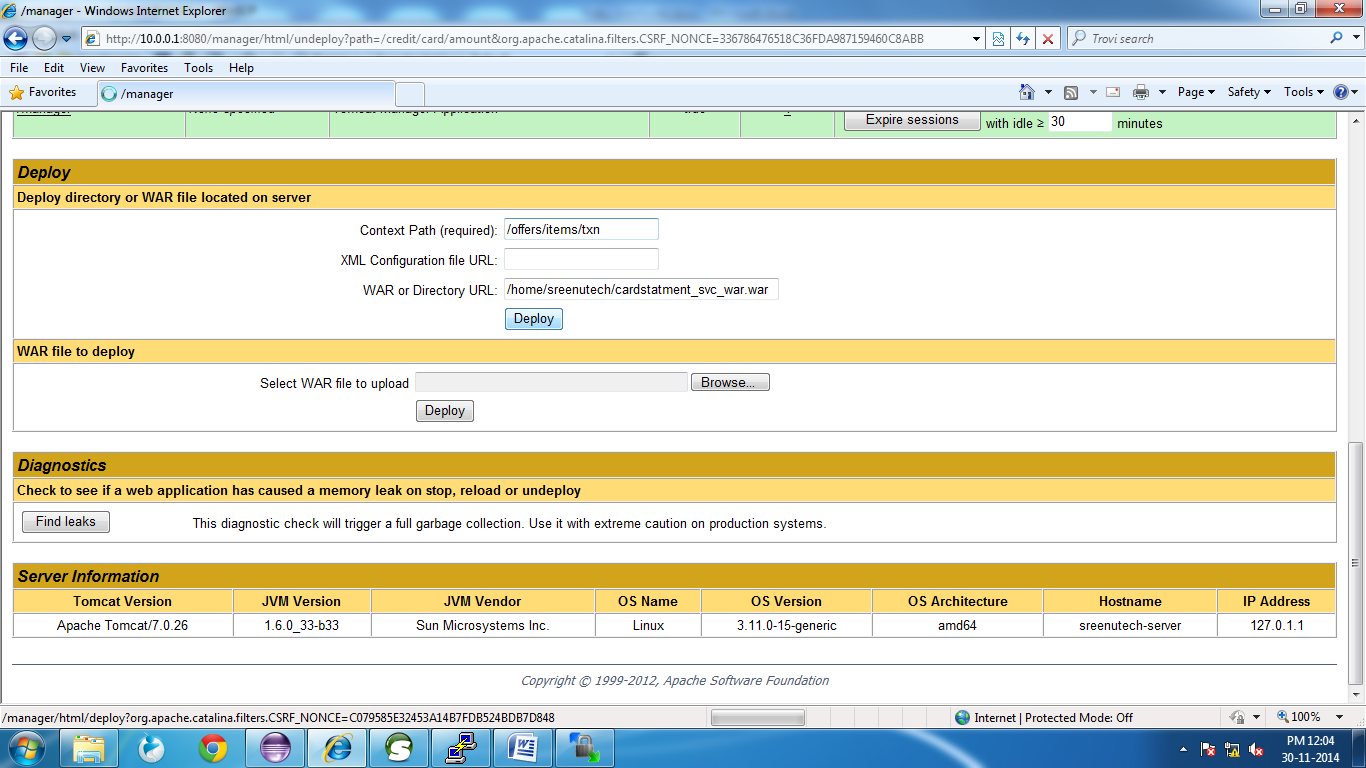 /manager - Windows Internet Explorer
http://10.0.0.1:8080/manager/html/undeploy?path=/credit/card/amount&org.apache.catalina.filters.CSRF_NONCE=336786476518C36FDA987159460C8ABB
Trovi search
File Edit View Favorites Tools Help
Favorites /manager Page Safety Tools
Expire sessions with idle ≥ 30 minutes
Deploy
Deploy directory or WAR file located on server
Context Path (required): /offers/items/txn
XML Configuration file URL:
WAR or Directory URL: /home/sreenutech/cardstatment_svc_war.war
Deploy
WAR file to deploy
Select WAR file to upload Browse...
Deploy
Diagnostics
Check to see if a web application has caused a memory leak on stop, reload or undeploy
Find leaks This diagnostic check will trigger a full garbage collection. Use it with extreme caution on production systems.
Server Information
Tomcat Version JVM Version JVM Vendor OS Name OS Version OS Architecture Hostname IP Address
Apache Tomcat/7.0.26 1.6.0_33-b33 Sun Microsystems Inc. Linux 3.11.0-15-generic amd64 sreenutech-server 127.0.1.1
Copyright © 1999-2012, Apache Software Foundation
/manager/html/deploy?org.apache.catalina.filters.CSRF_NONCE=C079585E32453A14B7FDB524BDB7D848
Internet | Protected Mode: Off 100%
PM 12:04
30-11-2014